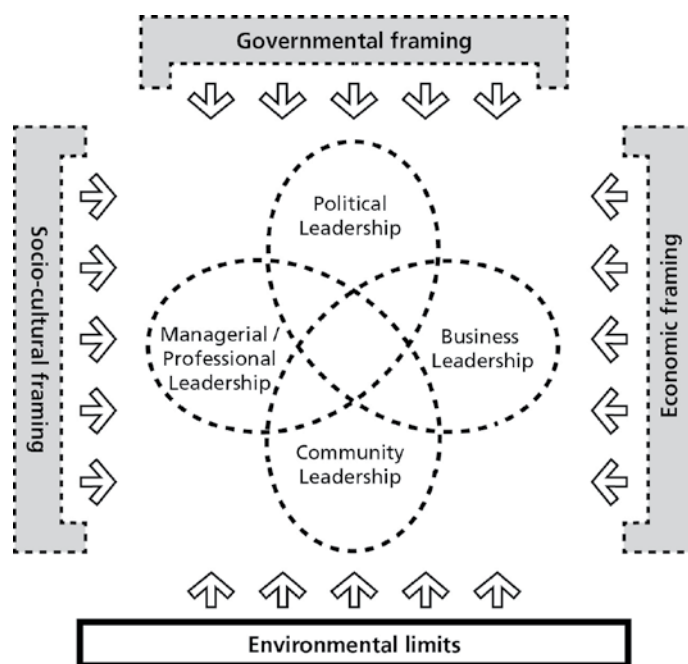 Governmental framing
Socio-cultural framing
Economic framing
Political
Leadership
Managerial /
Professional
Leadership
Business
Leadership
Community
Leadership
Environmental limits